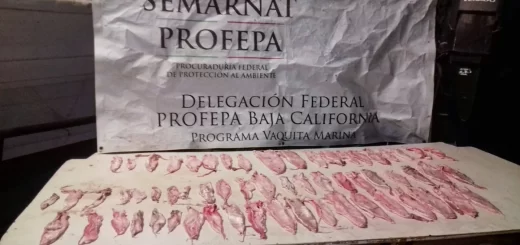 SEMARNAT
PROFEPA
PROCURADURÍA FEDERAL
DE PROTECCIÓN AL AMBIENTE
DELEGACIÓN FEDERAL
PROFEPA BAJA CALIFORNIA
PROGRAMA VAQUITA MARINA